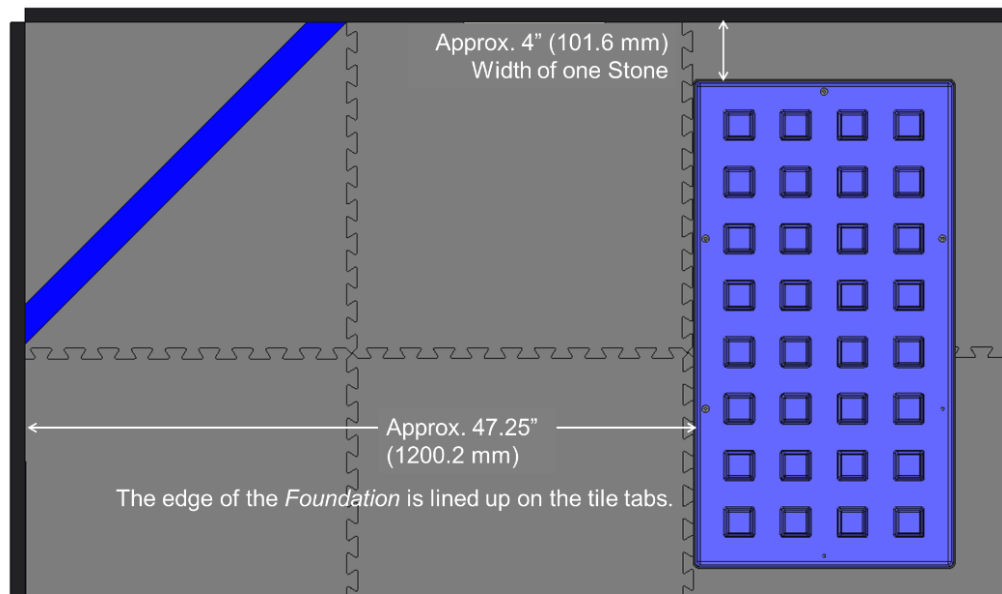 Approx. 4” (101.6 mm)
Width of one Stone
Approx. 47.25”
(1200.2 mm)
The edge of the Foundation is lined up on the tile tabs.